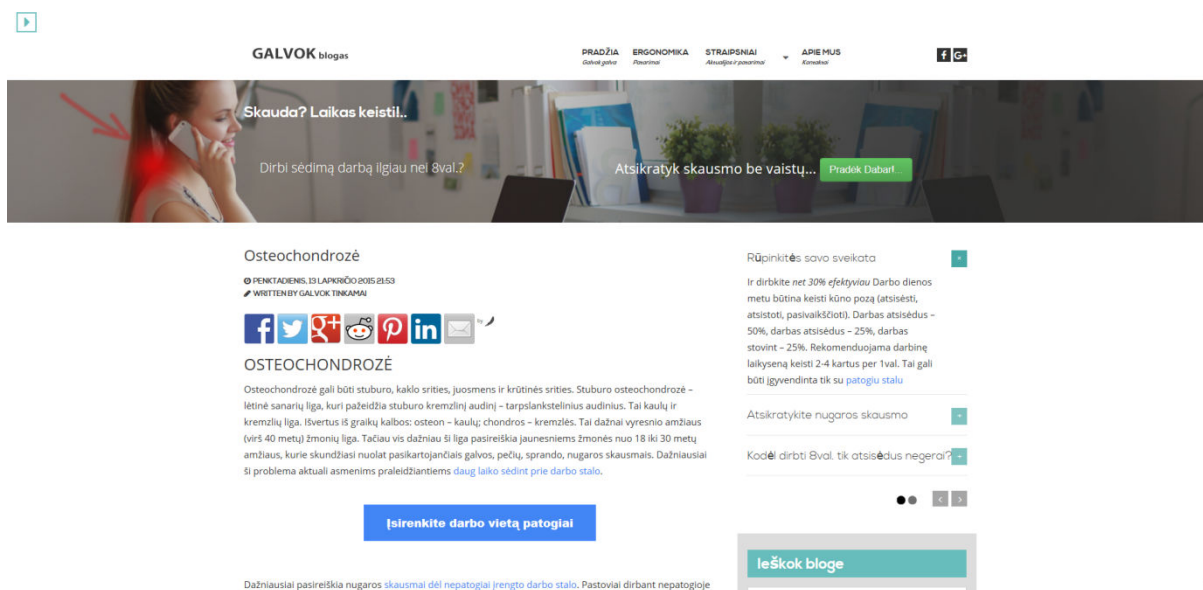 GALVOK blogas
PRADŽIA ERGONOMIKA STRAIPSNIAI APIE MUS
Galvok galva Pasarimai Aktualijos ir pasarimai Kontaktai
Skauda? Laikas keisti!..
Dirbi sėdimą darbą ilgiau nei 8val.?
Atsikratyk skausmo be vaistų... Pradėk Dabar!...
Osteochondrozė
PENKTADIENIS, 13 LAPKRIČIO 2015 21:53
WRITTEN BY GALVOK TINKAMAI
by
OSTEOCHONDROZĖ
Osteochondrozė gali būti stuburo, kaklo srities, juosmens ir krūtinės srities. Stuburo osteochondrozė –
lėtinė sanarių liga, kuri pažeidžia stuburo kremzlinį audinį – tarpslankstelinius audinius. Tai kaulų ir
kremzlių liga. Išvertus iš graikų kalbos: osteon – kaulų; chondros – kremzlės. Tai dažnai vyresnio amžiaus
(virš 40 metų) žmonių liga. Tačiau vis dažniau ši liga pasireiškia jaunesniems žmonės nuo 18 iki 30 metų
amžiaus, kurie skundžiasi nuolat pasikartojančiais galvos, pečių, sprando, nugaros skausmais. Dažniausiai
ši problema aktuali asmenims praleidžiantiems daug laiko sėdint prie darbo stalo.
Įsirenkite darbo vietą patogiai
Dažniausiai pasireiškia nugaros skausmai dėl nepatogiai įrengto darbo stalo. Pastoviai dirbant nepatogioje
Rūpinkitės savo sveikata
Ir dirbkite net 30% efektyviau Darbo dienos
metu būtina keisti kūno pozą (atsisėsti,
atsistoti, pasivaikščioti). Darbas atsisėdus –
50%, darbas atsisėdus – 25%, darbas
stovint – 25%. Rekomenduojama darbinę
laikyseną keisti 2-4 kartus per 1val. Tai gali
būti įgyvendinta tik su patogiu stalu
Atsikratykite nugaros skausmo
Kodėl dirbti 8val. tik atsisėdus negerai?
Ieškok bloge